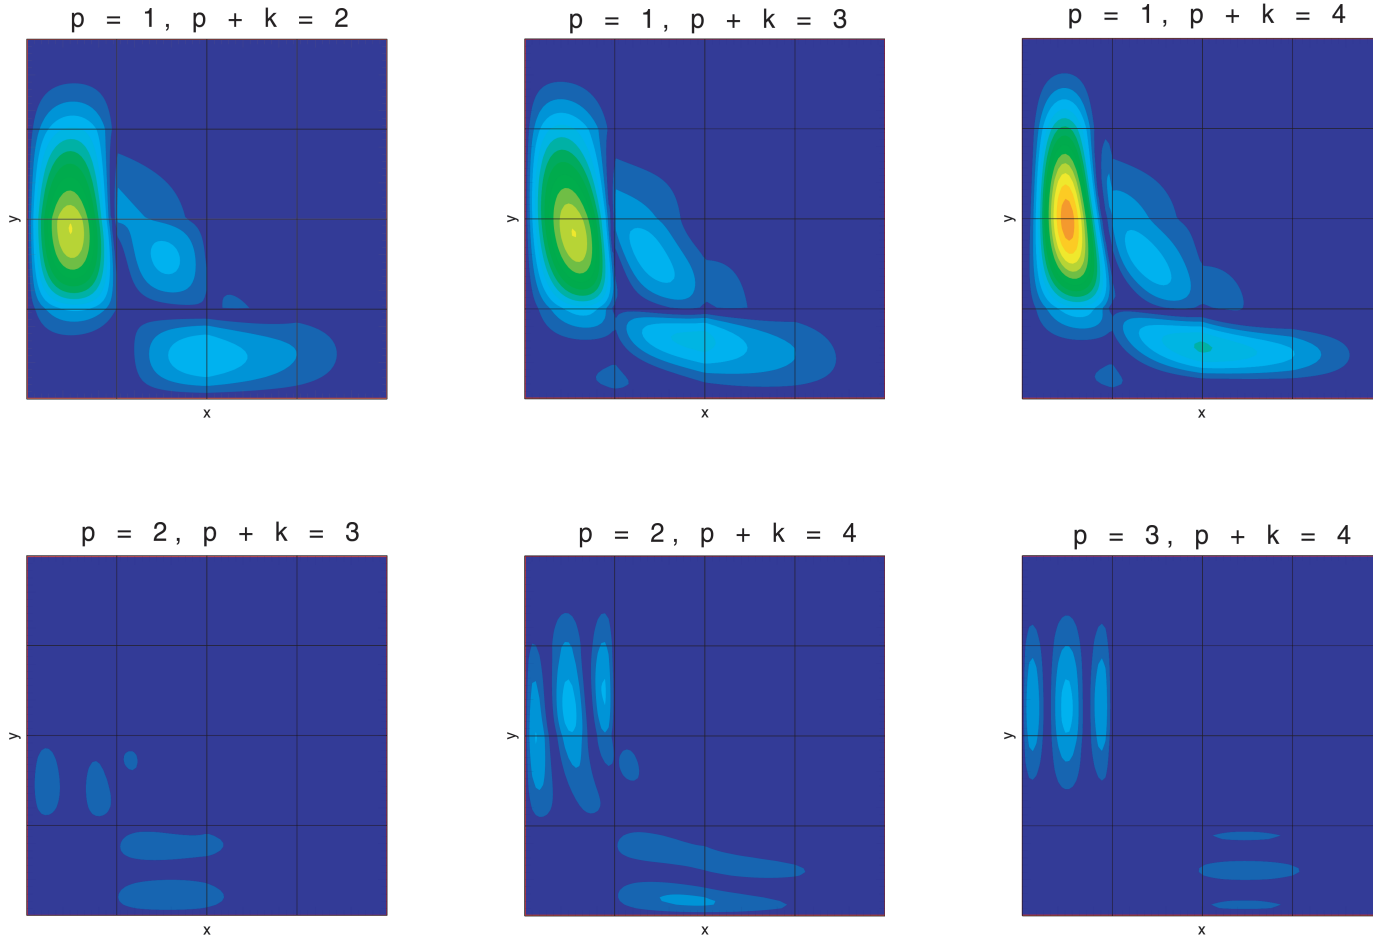 p = 1, p + k = 2
p = 1, p + k = 3
p = 1, p + k = 4
y
y
y
x
x
x
p = 2, p + k = 3
p = 2, p + k = 4
p = 3, p + k = 4
y
y
y
x
x
x